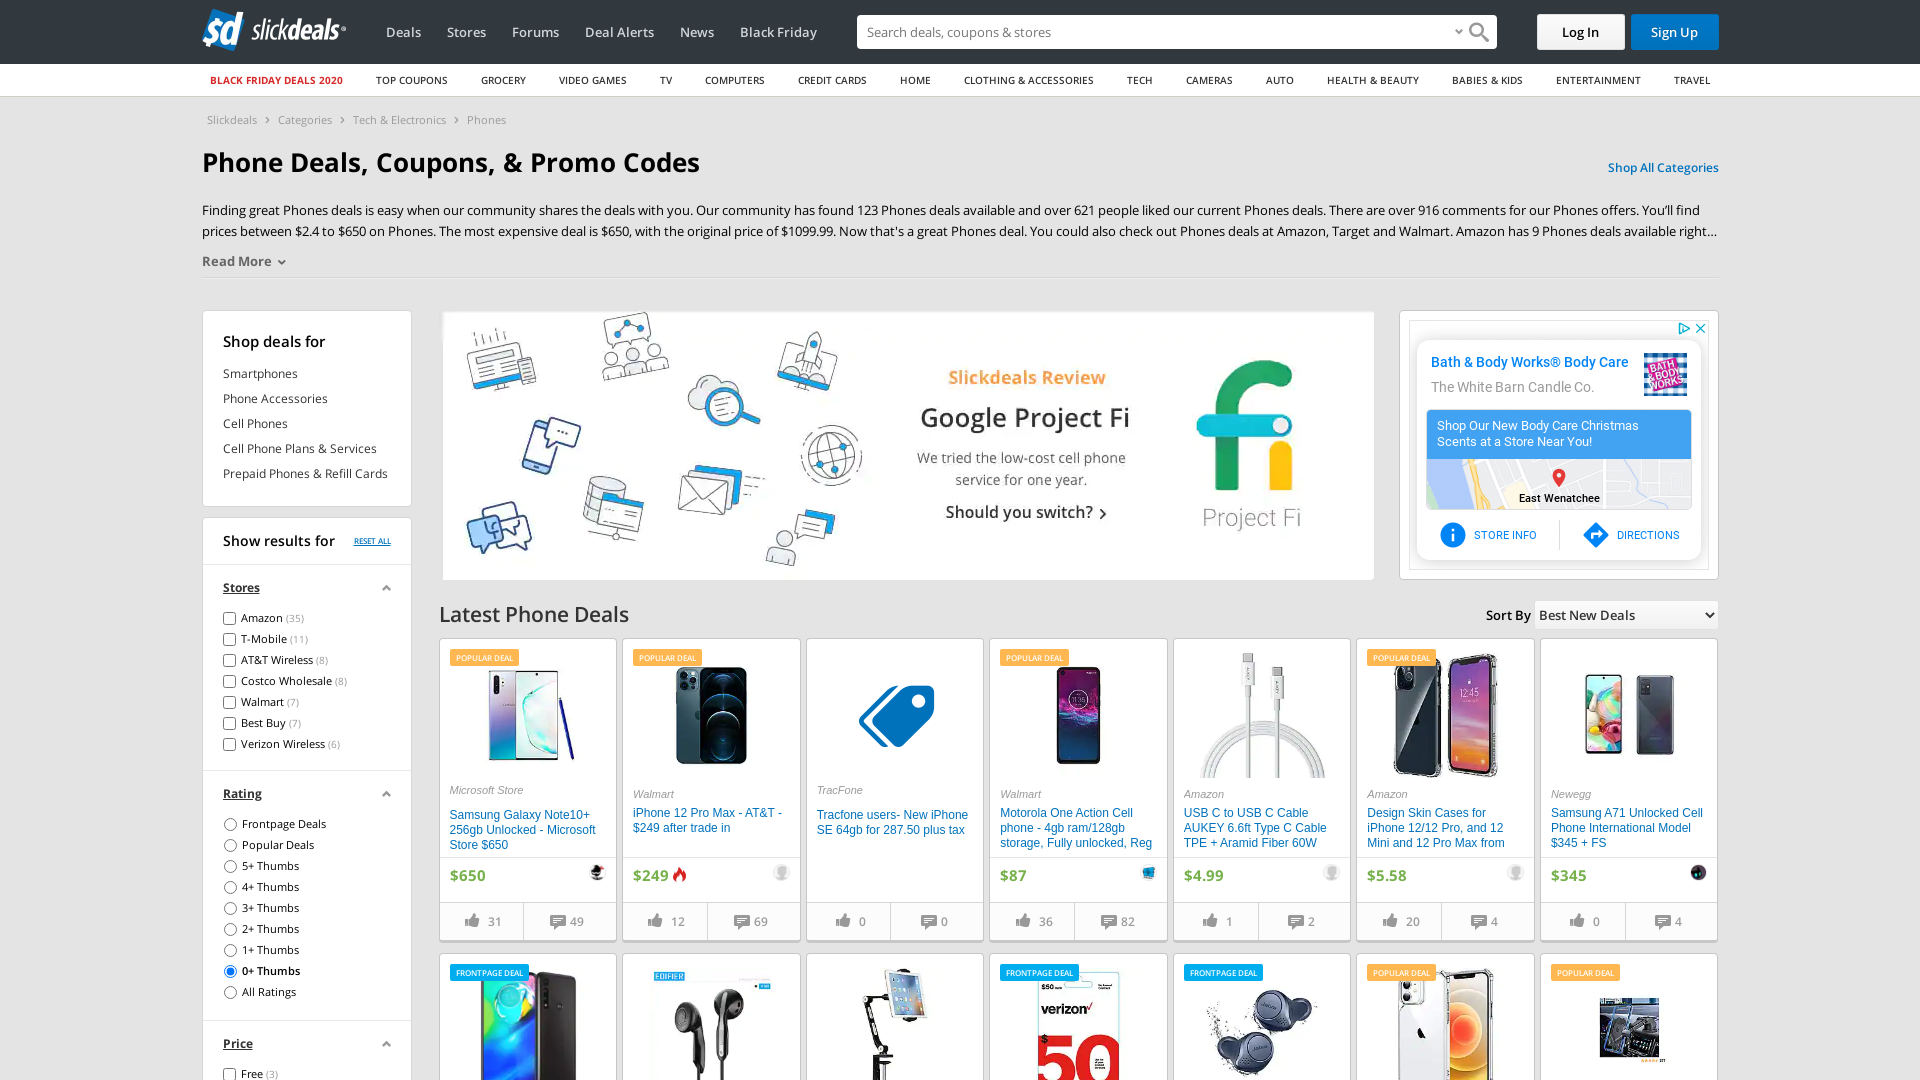 sd slickdeals
Deals
Stores
Forums
Deal Alerts
News
Black Friday
Search deals, coupons & stores
Log In
Sign Up
BLACK FRIDAY DEALS 2020
TOP COUPONS
GROCERY
VIDEO GAMES
TV
COMPUTERS
CREDIT CARDS
HOME
CLOTHING & ACCESSORIES
TECH
CAMERAS
AUTO
HEALTH & BEAUTY
BABIES & KIDS
ENTERTAINMENT
TRAVEL
Slickdeals > Categories > Tech & Electronics > Phones
Phone Deals, Coupons, & Promo Codes
Shop All Categories
Finding great Phones deals is easy when our community shares the deals with you. Our community has found 123 Phones deals available and over 621 people liked our current Phones deals. There are over 916 comments for our Phones offers. You'll find
prices between $2.4 to $650 on Phones. The most expensive deal is $650, with the original price of $1099.99. Now that's a great Phones deal. You could also check out Phones deals at Amazon, Target and Walmart. Amazon has 9 Phones deals available right...
Read More
Shop deals for
Smartphones
Phone Accessories
Cell Phones
Cell Phone Plans & Services
Prepaid Phones & Refill Cards
Show results for
RESET ALL
Stores
Amazon (35)
T-Mobile (11)
AT&T Wireless (8)
Costco Wholesale (8)
Walmart (7)
Best Buy (7)
Verizon Wireless (6)
Rating
Frontpage Deals
Popular Deals
5+ Thumbs
4+ Thumbs
3+ Thumbs
2+ Thumbs
1+ Thumbs
0+ Thumbs
All Ratings
Price
Free (3)
Slickdeals Review
Google Project Fi
We tried the low-cost cell phone
service for one year.
Should you switch? >
Project Fi
Bath & Body Works® Body Care
The White Barn Candle Co.
BATH & BODY WORKS
Shop Our New Body Care Christmas
Scents at a Store Near You!
East Wenatchee
STORE INFO
DIRECTIONS
Latest Phone Deals
Sort By
Best New Deals
POPULAR DEAL
Microsoft Store
Samsung Galaxy Note10+
256gb Unlocked - Microsoft
Store $650
$650
31
49
POPULAR DEAL
Walmart
iPhone 12 Pro Max - AT&T -
$249 after trade in
$249
12
69
TracFone
Tracfone users- New iPhone
SE 64gb for 287.50 plus tax
0
0
POPULAR DEAL
Walmart
Motorola One Action Cell
phone - 4gb ram/128gb
storage, Fully unlocked, Reg
$87
36
82
AUKEY
AUKEY
Amazon
USB C to USB C Cable
AUKEY 6.6ft Type C Cable
TPE + Aramid Fiber 60W
$4.99
1
2
POPULAR DEAL
12:45
Amazon
Design Skin Cases for
iPhone 12/12 Pro, and 12
Mini and 12 Pro Max from
$5.58
20
4
Newegg
Samsung A71 Unlocked Cell
Phone International Model
$345 + FS
$345
0
4
FRONTPAGE DEAL
EDIFIER
FRONTPAGE DEAL
$50
verizon
$50
FRONTPAGE DEAL
POPULAR DEAL
POPULAR DEAL